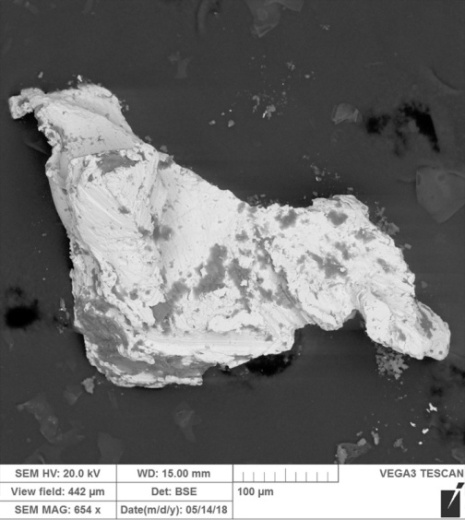 SEM HV: 20.0 kV WD: 15.00 mm VEGA3 TESCAN
View field: 442 µm Det: BSE 100 µm
SEM MAG: 654 x Date(m/d/y): 05/14/18